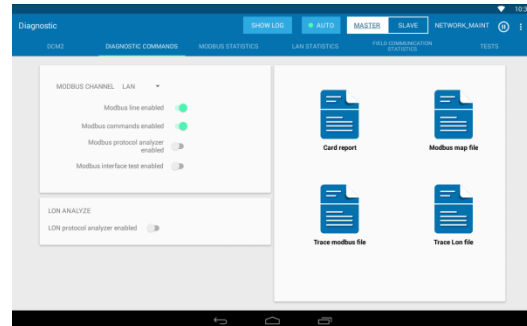 10:3
Diagnostic
SHOW LOG
AUTO
MASTER
SLAVE
NETWORK_MAINT
DCM2
DIAGNOSTIC COMMANDS
MODBUS STATISTICS
LAN STATISTICS
FIELD COMMUNICATION
STATISTICS
TESTS
MODBUS CHANNEL LAN
Modbus line enabled
Modbus commands enabled
Modbus protocol analyzer
enabled
Modbus interface test enabled
LON ANALYZE
LON protocol analyzer enabled
Card report
Modbus map file
Trace modbus file
Trace Lon file